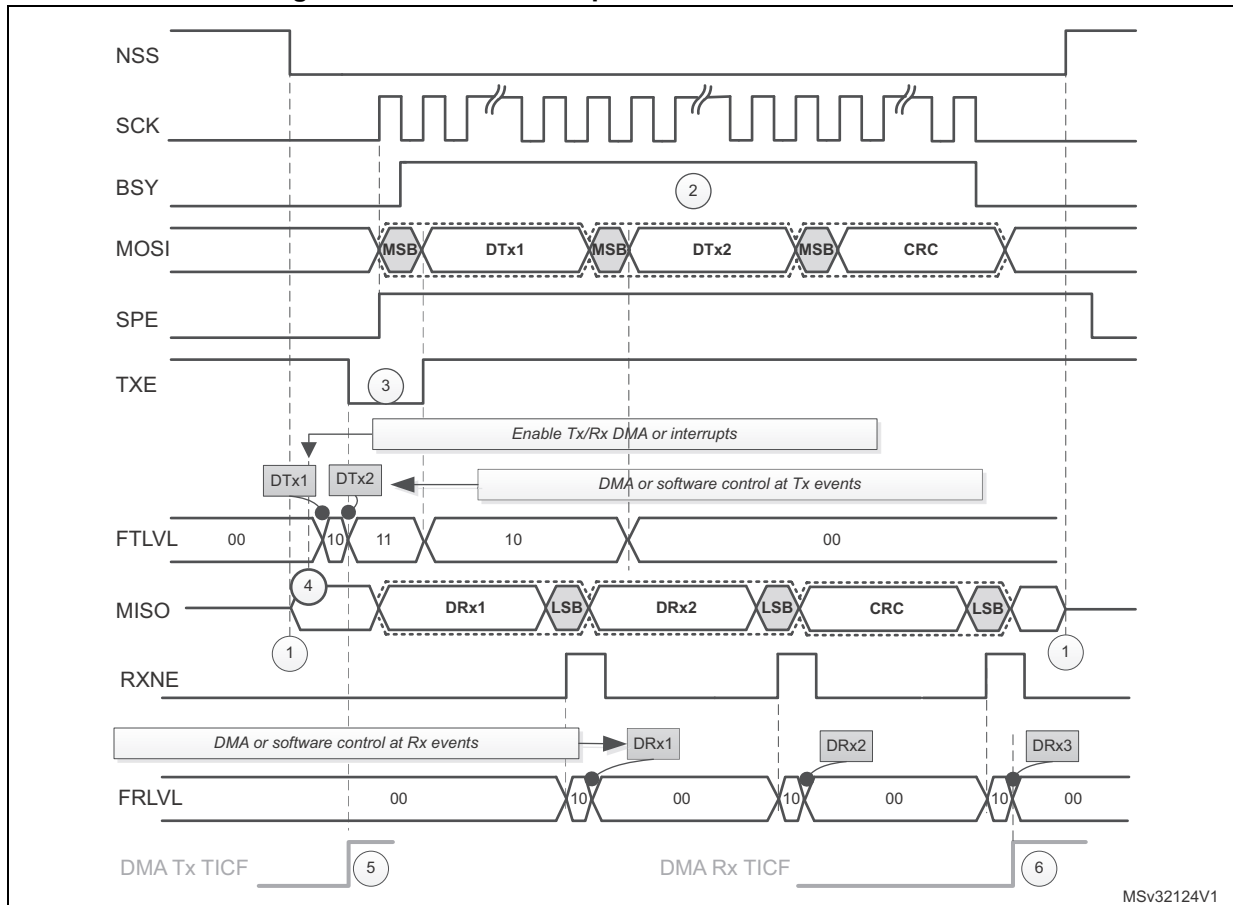 NSS
SCK
BSY
2
MOSI
MSB
DTx1
MSB
DTx2
MSB
CRC
SPE
TXE
3
Enable Tx/Rx DMA or interrupts
DTx1
DTx2
DMA or software control at Tx events
FTLVL
00
10
11
10
00
4
MISO
DRx1
LSB
DRx2
LSB
CRC
LSB
1
1
RXNE
DMA or software control at Rx events
DRx1
DRx2
DRx3
FRLVL
00
10
00
10
00
10
00
DMA Tx TICF
5
DMA Rx TICF
6
MSv32124V1